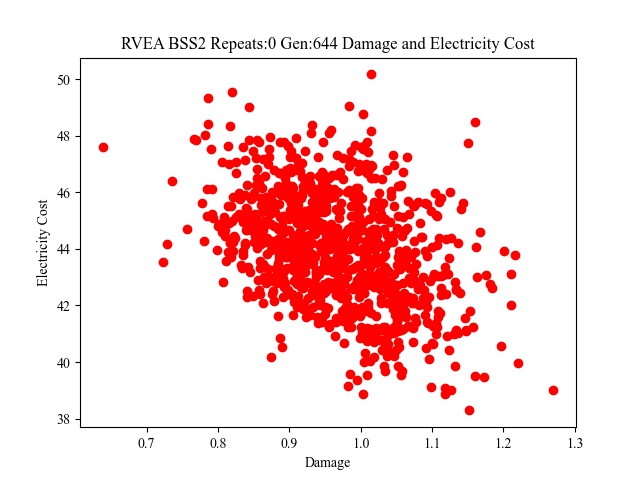 RVEA BSS2 Repeats:0 Gen:644 Damage and Electricity Cost
50
48
46
44
42
40
38
Electricity Cost
0.7 0.8 0.9 1.0 1.1 1.2 1.3
Damage